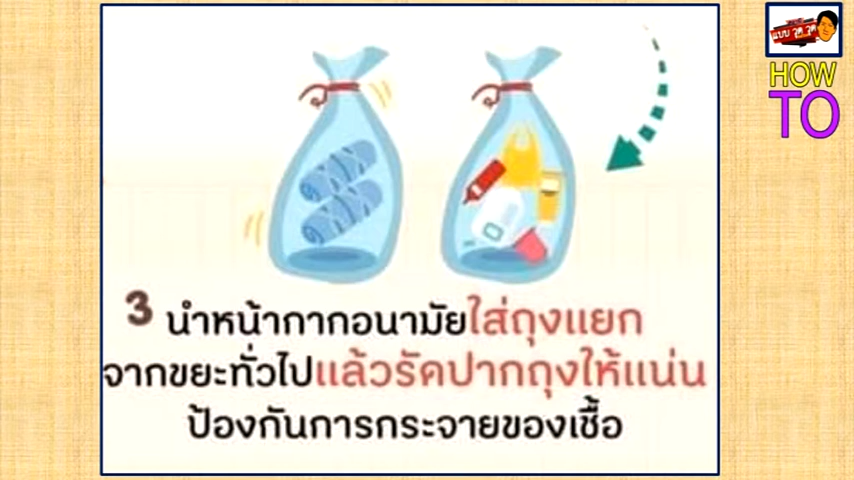 แบบ
HOW
TO
3 นำหน้ากากอนามัยใส่ถุงแยก
จากขยะทั่วไปแล้วรัดปากถุงให้แน่น
ป้องกันการกระจายของเชื้อ